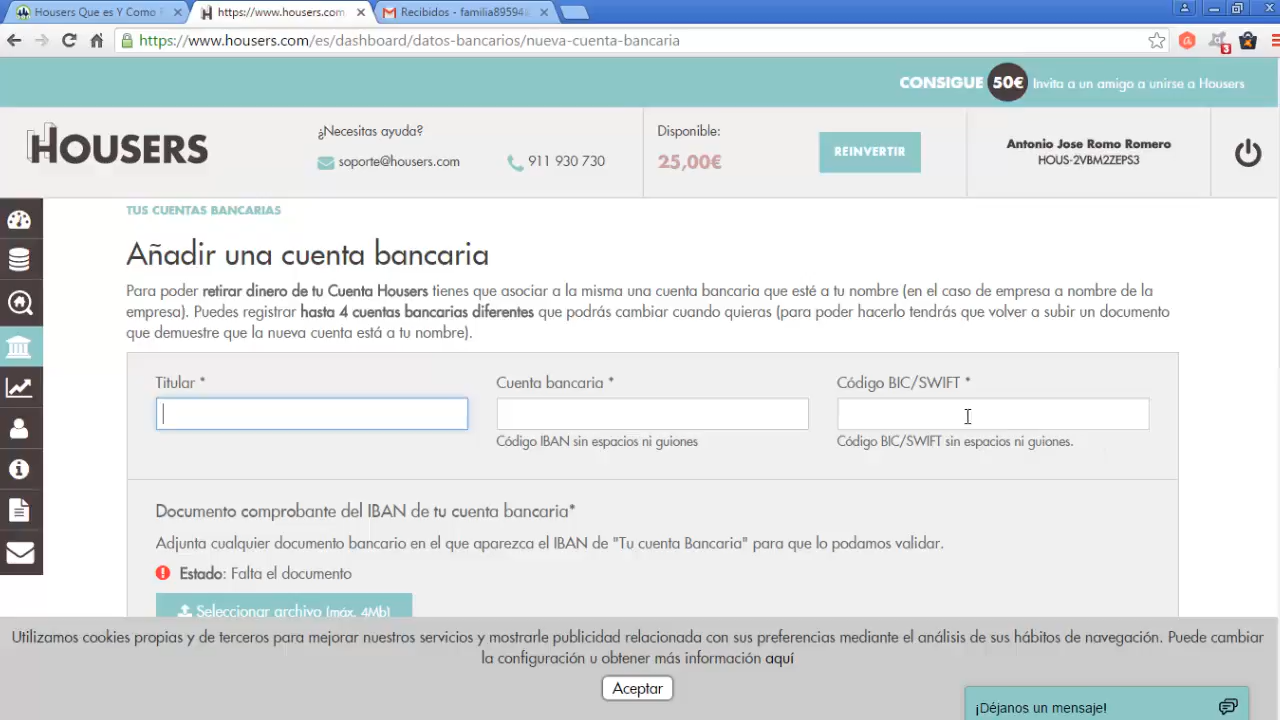 Housers Que es Y Como F
https://www.housers.com
Recibidos - familia89594@
https://www.housers.com/es/dashboard/datos-bancarios/nueva-cuenta-bancaria
3
CONSIGUE 50€ Invita a un amigo a unirse a Housers
HOUSERS
¿Necesitas ayuda?
soporte@housers.com
911 930 730
Disponible:
25,00€
REINVERTIR
Antonio Jose Romo Romero
HOUS-2VBM2ZEPS3
TUS CUENTAS BANCARIAS
Añadir una cuenta bancaria
Para poder retirar dinero de tu Cuenta Housers tienes que asociar a la misma una cuenta bancaria que esté a tu nombre (en el caso de empresa a nombre de la
empresa). Puedes registrar hasta 4 cuentas bancarias diferentes que podrás cambiar cuando quieras (para poder hacerlo tendrás que volver a subir un documento
que demuestre que la nueva cuenta está a tu nombre).
Titular *
Cuenta bancaria *
Código BIC/SWIFT *
Código IBAN sin espacios ni guiones
Código BIC/SWIFT sin espacios ni guiones.
Documento comprobante del IBAN de tu cuenta bancaria*
Adjunta cualquier documento bancario en el que aparezca el IBAN de "Tu cuenta Bancaria" para que lo podamos validar.
Estado: Falta el documento
Seleccionar archivo (máx. 4Mb)
Utilizamos cookies propias y de terceros para mejorar nuestros servicios y mostrarle publicidad relacionada con sus preferencias mediante el análisis de sus hábitos de navegación. Puede cambiar
la configuración u obtener más información aquí
Aceptar
¡Déjanos un mensaje!